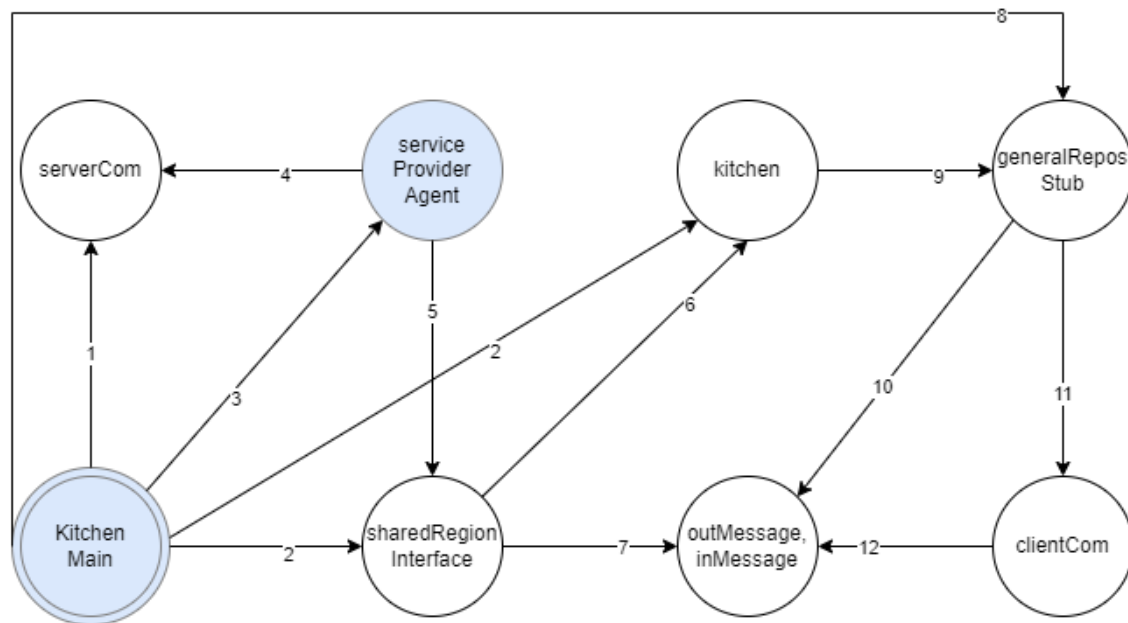 8
serverCom
4
service
Provider
Agent
kitchen
9
generalRepos
Stub
5
6
1
2
3
10
11
Kitchen
Main
2
sharedRegion
Interface
7
outMessage,
inMessage
12
clientCom